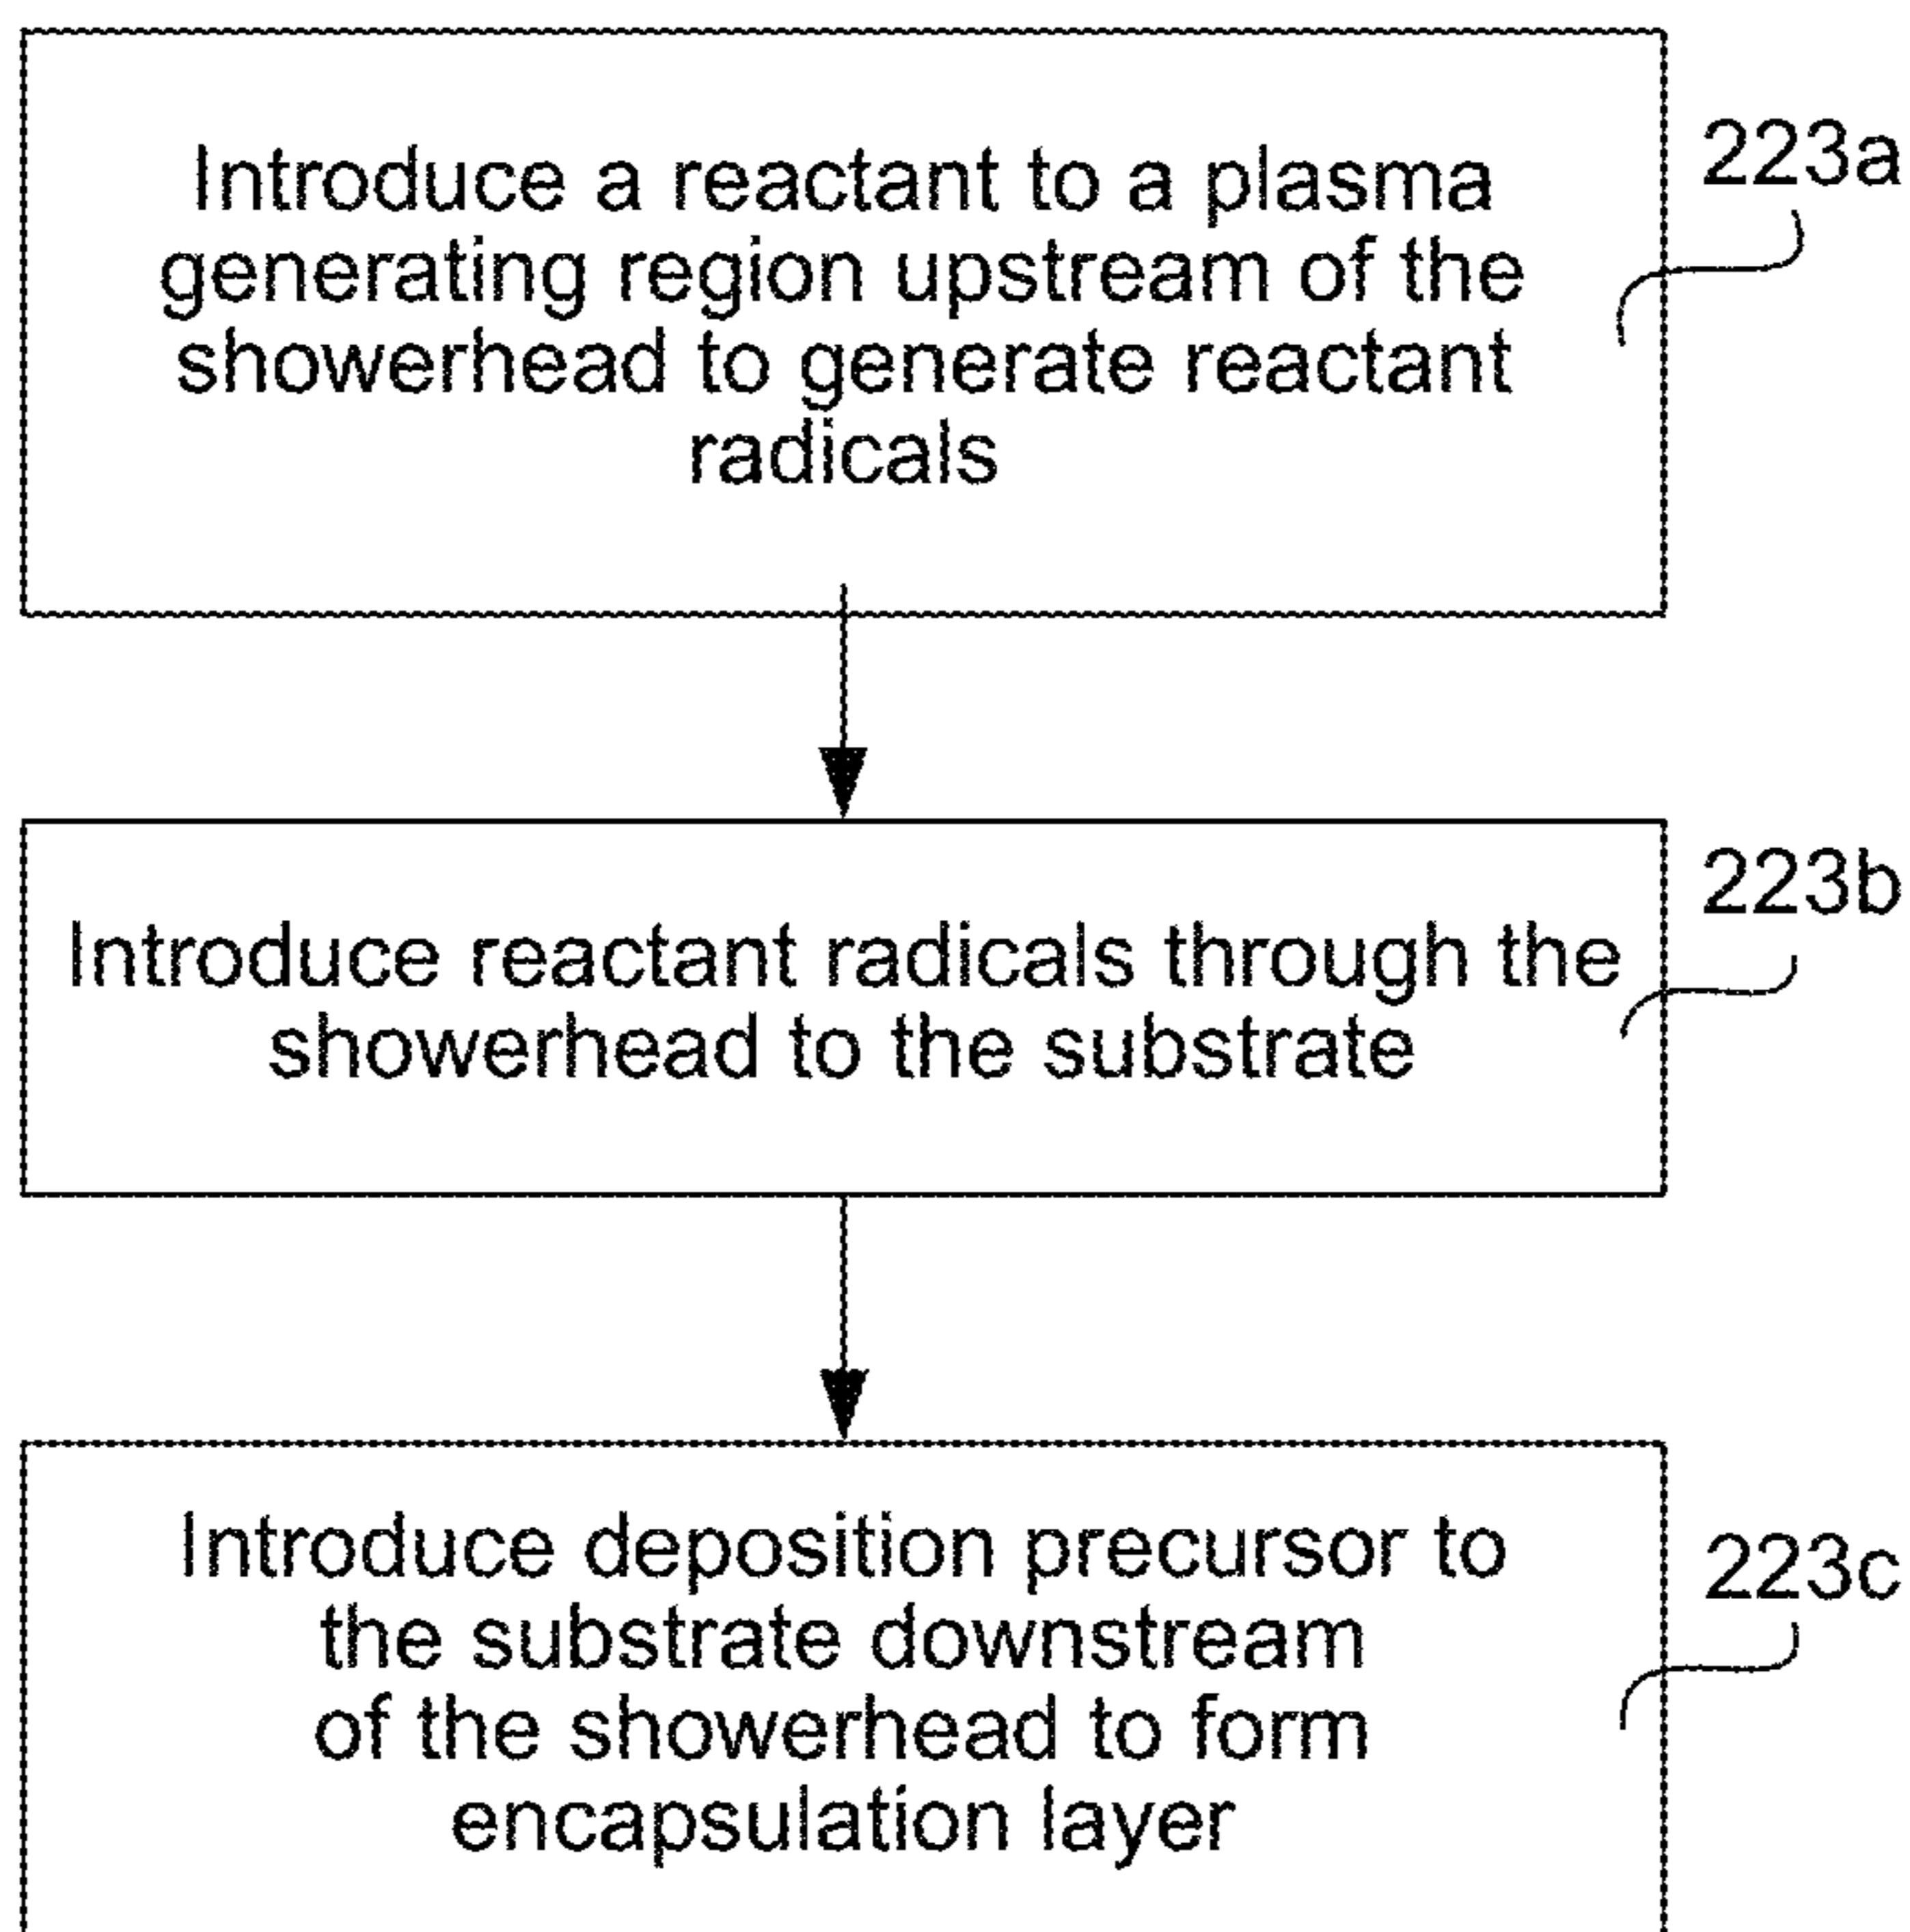 Introduce a reactant to a plasma
generating region upstream of the
showerhead to generate reactant
radicals
223a
Introduce reactant radicals through the
showerhead to the substrate
223b
Introduce deposition precursor to
the substrate downstream
of the showerhead to form
encapsulation layer
223c